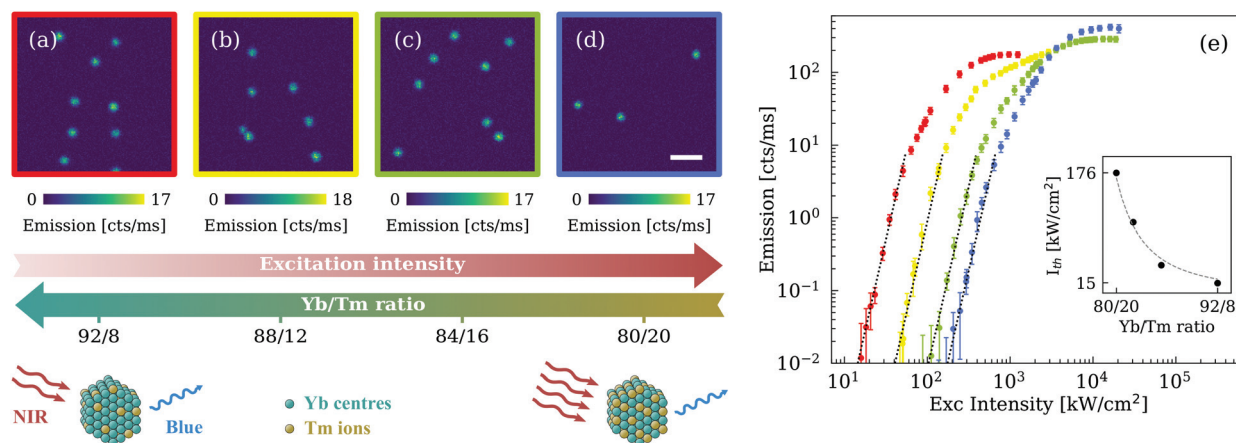 (a)
(b)
(c)
(d)
0 17
0 18
0 17
0 17
Emission [cts/ms]
Emission [cts/ms]
Emission [cts/ms]
Emission [cts/ms]
Excitation intensity
Yb/Tm ratio
92/8
88/12
84/16
80/20
NIR
Blue
Yb centres
Tm ions
NIR
Blue
(e)
Emission [cts/ms]
10²
10¹
10⁰
10⁻¹
10⁻²
10¹ 10² 10³ 10⁴ 10⁵
Exc Intensity [kW/cm²]
I_th [kW/cm²]
176
15
80/20 92/8
Yb/Tm ratio